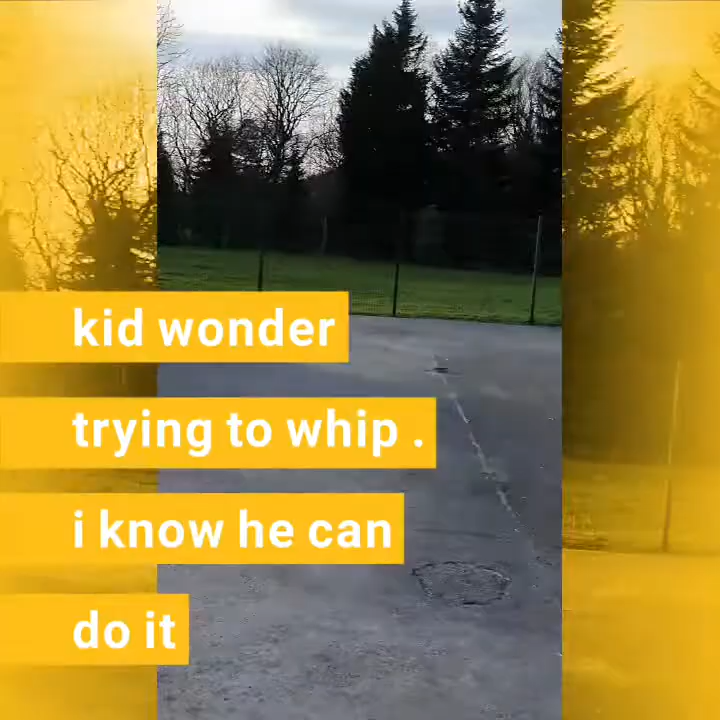 kid wonder
trying to whip .
i know he can
do it